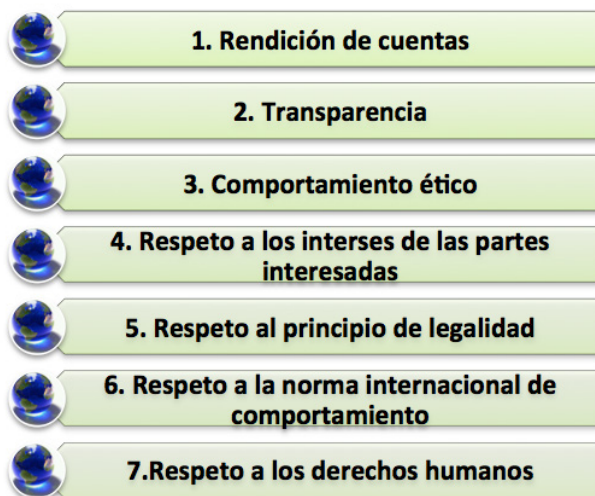 1. Rendición de cuentas
2. Transparencia
3. Comportamiento ético
4. Respeto a los interses de las partes
interesadas
5. Respeto al principio de legalidad
6. Respeto a la norma internacional de
comportamiento
7.Respeto a los derechos humanos